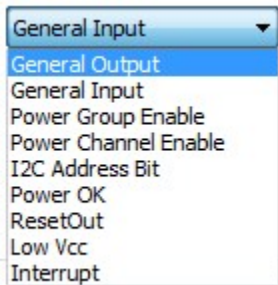 General Input
General Output
General Input
Power Group Enable
Power Channel Enable
I2C Address Bit
Power OK
ResetOut
Low Vcc
Interrupt